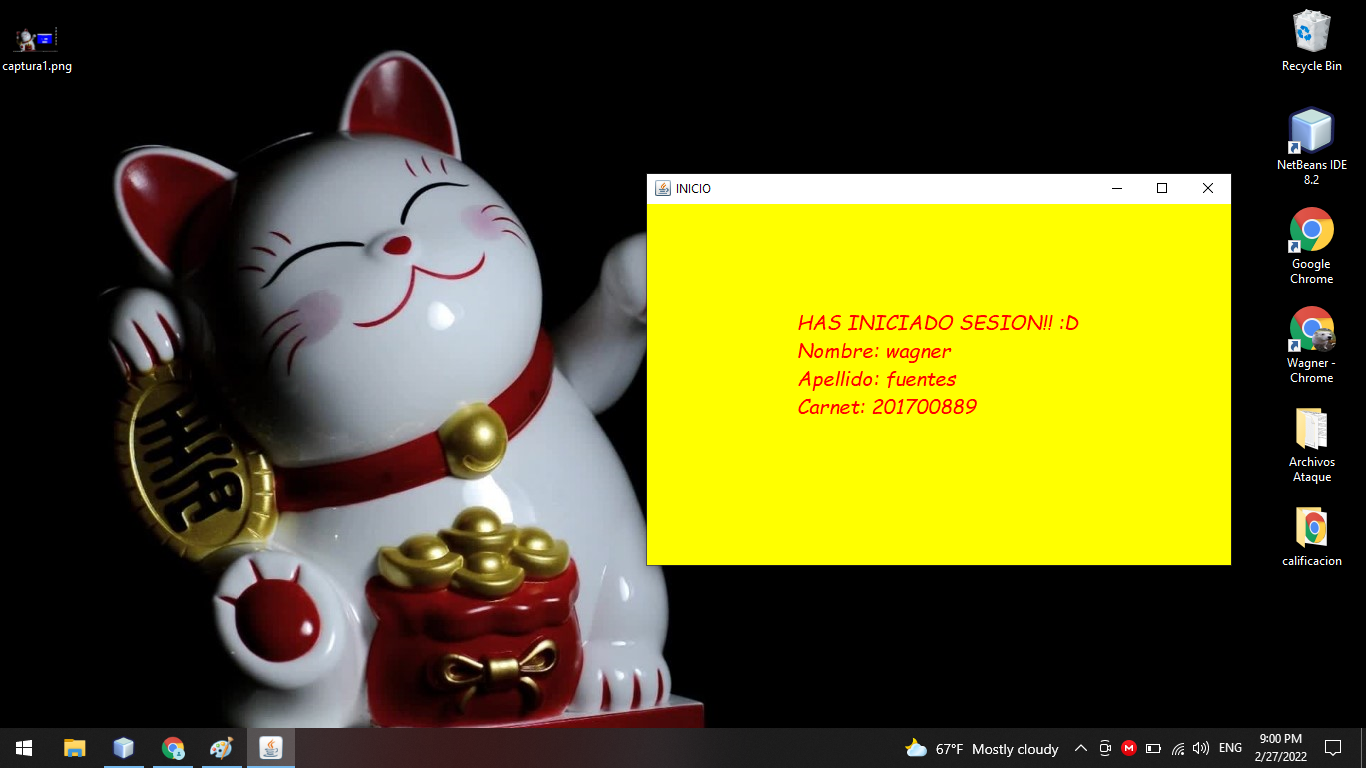 captura1.png
Recycle Bin
NetBeans IDE
8.2
Google
Chrome
Wagner -
Chrome
Archivos
Ataque
calificacion
INICIO
HAS INICIADO SESION!! :D
Nombre: wagner
Apellido: fuentes
Carnet: 201700889
67°F Mostly cloudy
ENG
9:00 PM
2/27/2022